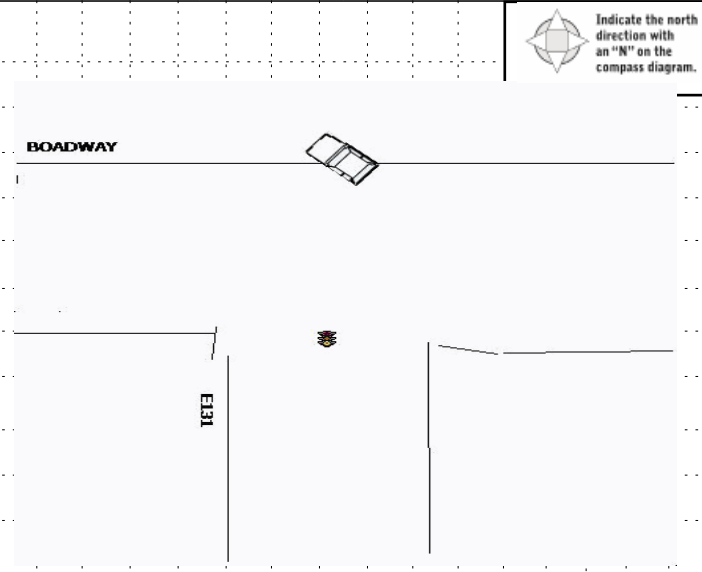 Indicate the north
direction with
an "N" on the
compass diagram.
BOADWAY
E131